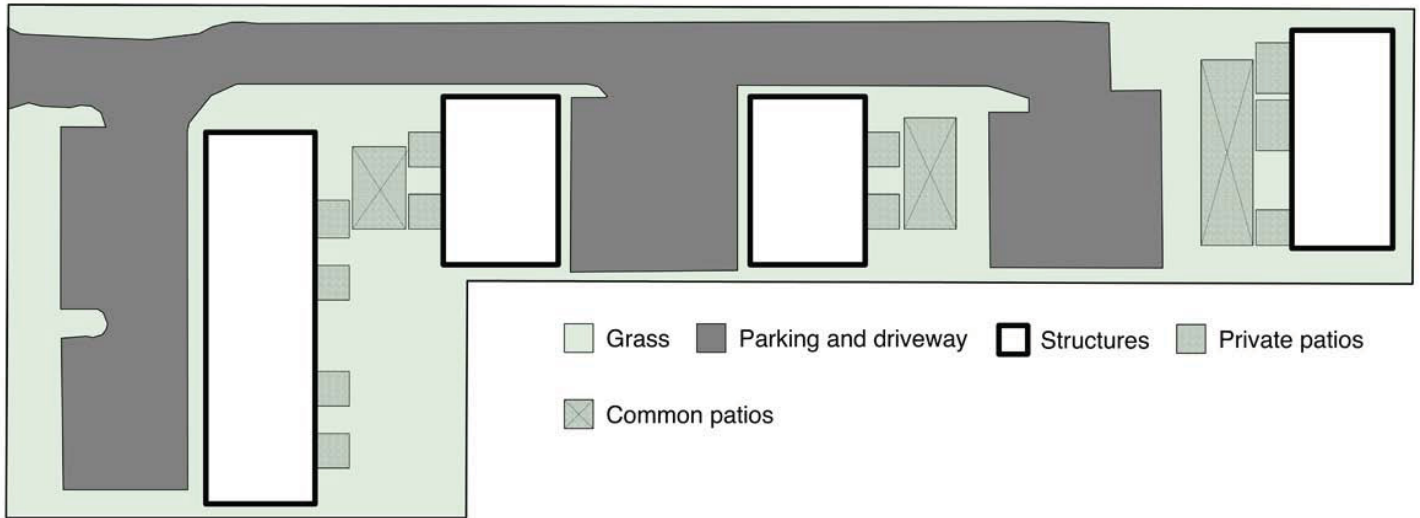 Grass
Parking and driveway
Structures
Private patios
Common patios